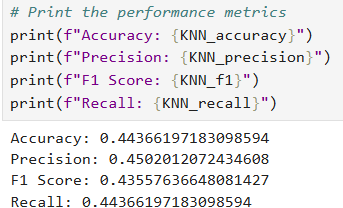 # Print the performance metrics
print(f"Accuracy: {KNN_accuracy}")
print(f"Precision: {KNN_precision}")
print(f"F1 Score: {KNN_f1}")
print(f"Recall: {KNN_recall}")
Accuracy: 0.44366197183098594
Precision: 0.4502012072434608
F1 Score: 0.43557636648081427
Recall: 0.44366197183098594